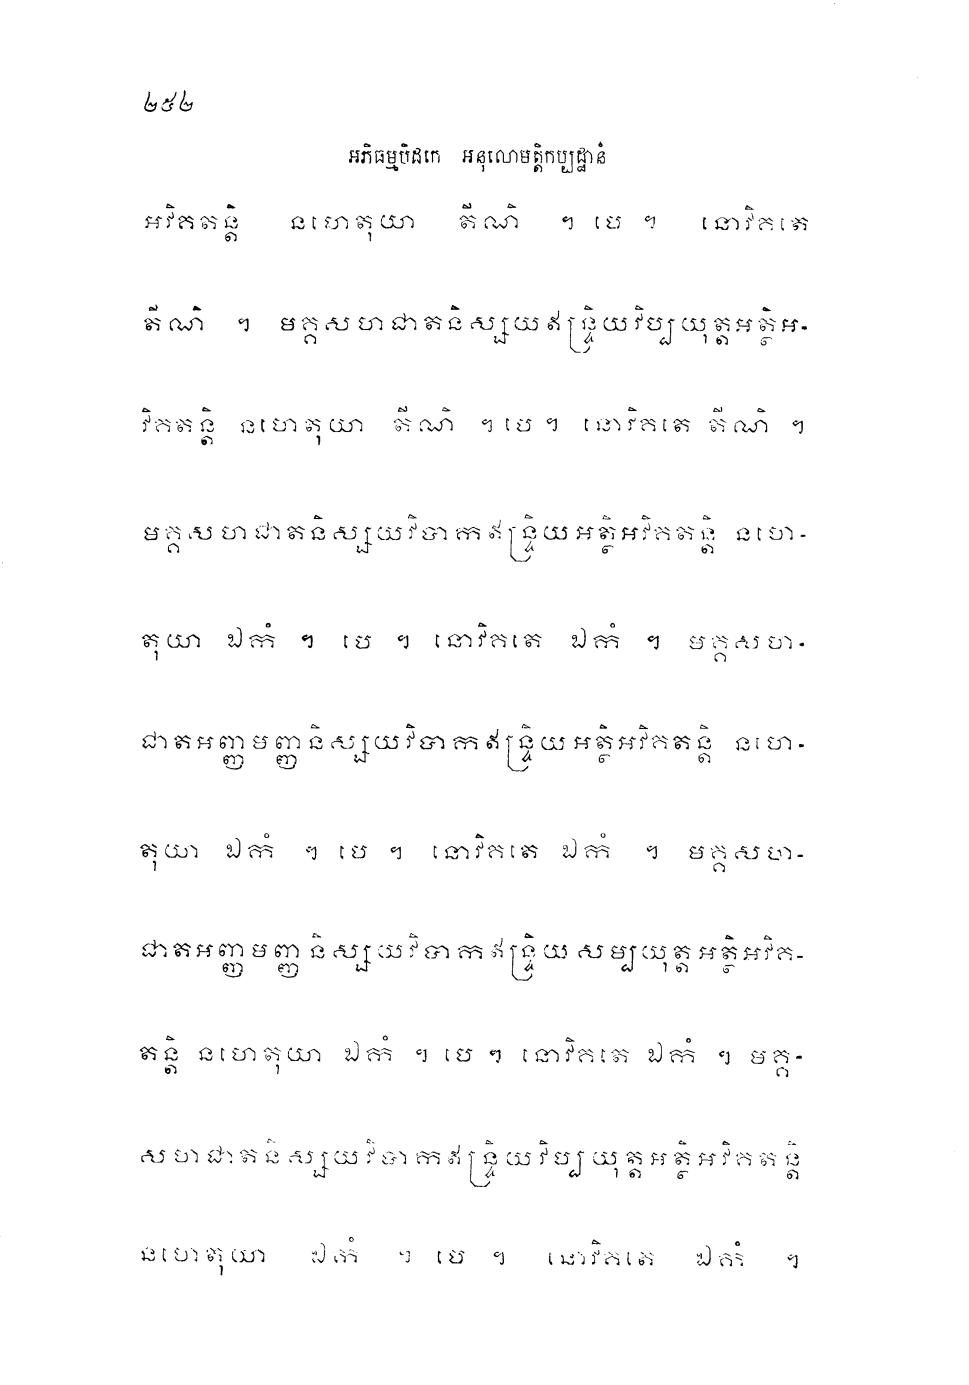 ២៥២
អភិធម្មបិដកេ អនុលោមត្តិកប្បដ្ឋានំ
អវិគតន្តិ នហេតុយា តីណិ ។ បេ ។ នោវិគតេ
តីណិ ។ មគ្គសហជាតនិស្សយឥន្ទ្រិយវិប្បយុត្តអត្ថិអ-
វិគតន្តិ នហេតុយា តីណិ ។ បេ ។ នោវិគតេ តីណិ ។
មគ្គសហជាតនិស្សយវិបាកឥន្ទ្រិយអត្ថិអវិគតន្តិ នហេ-
តុយា ឯកំ ។ បេ ។ នោវិគតេ ឯកំ ។ មគ្គសហ-
ជាតអញ្ញមញ្ញនិស្សយវិបាកឥន្ទ្រិយអត្ថិអវិគតន្តិ នហេ-
តុយា ឯកំ ។ បេ ។ នោវិគតេ ឯកំ ។ មគ្គសហ-
ជាតអញ្ញមញ្ញនិស្សយវិបាកឥន្ទ្រិយសម្បយុត្តអត្ថិអវិគ-
តន្តិ នហេតុយា ឯកំ ។ បេ ។ នោវិគតេ ឯកំ ។ មគ្គ-
សហជាតនិស្សយវិបាកឥន្ទ្រិយវិប្បយុត្តអត្ថិអវិគតន្តិ
នហេតុយា ឯកំ ។ បេ ។ នោវិគតេ ឯកំ ។